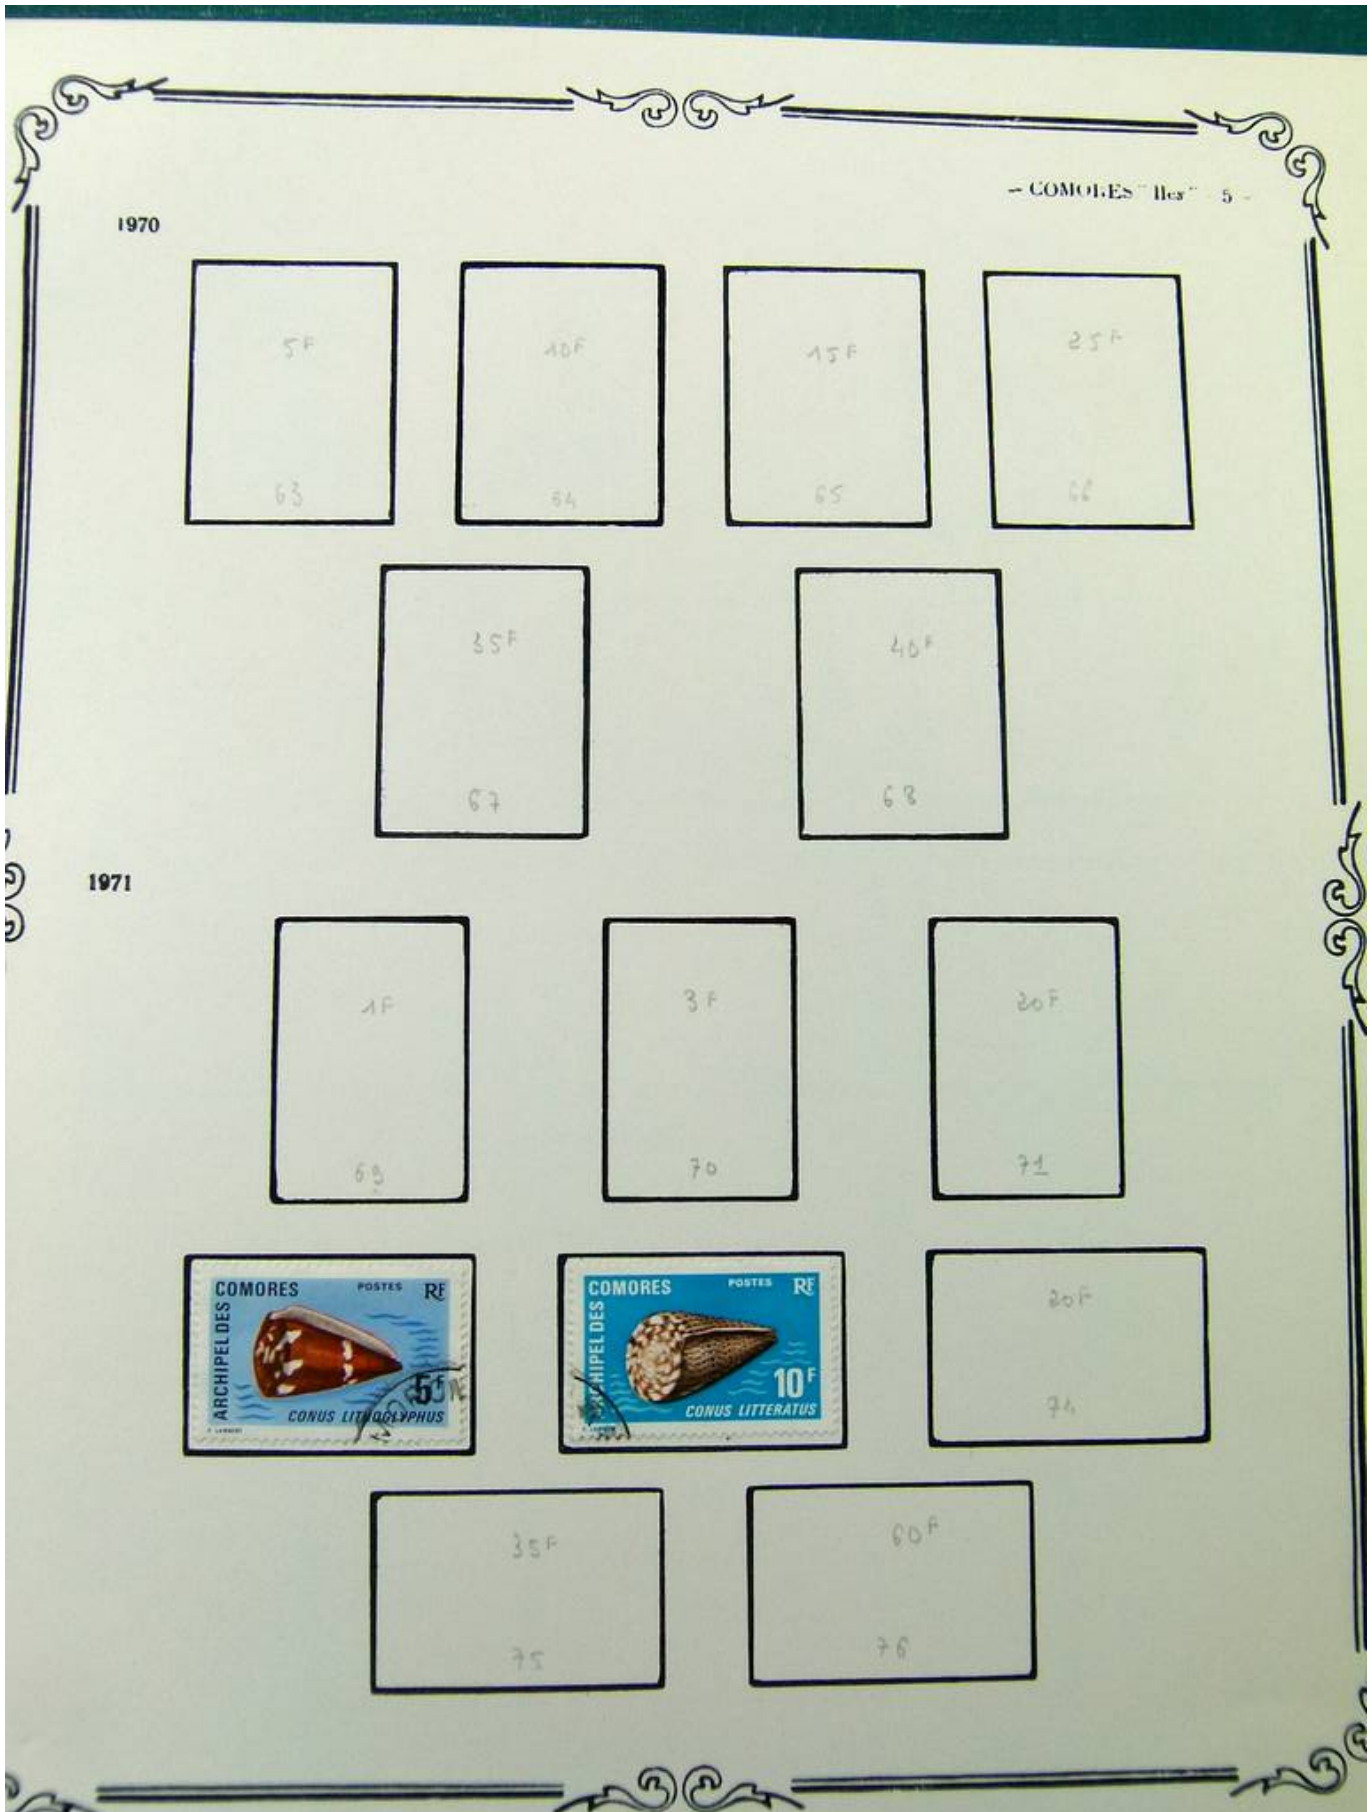 - COMORES "Iles" - 5 -
1970
5F
10F
15F
25F
63
64
65
66
35F
40F
67
68
1971
1F
3F
20F
69
70
71
COMORES POSTES RF
ARCHIPEL DES
5F
CONUS LITHOGLYPHUS
COMORES POSTES RF
ARCHIPEL DES
10F
CONUS LITTERATUS
20F
74
35F
60F
75
76